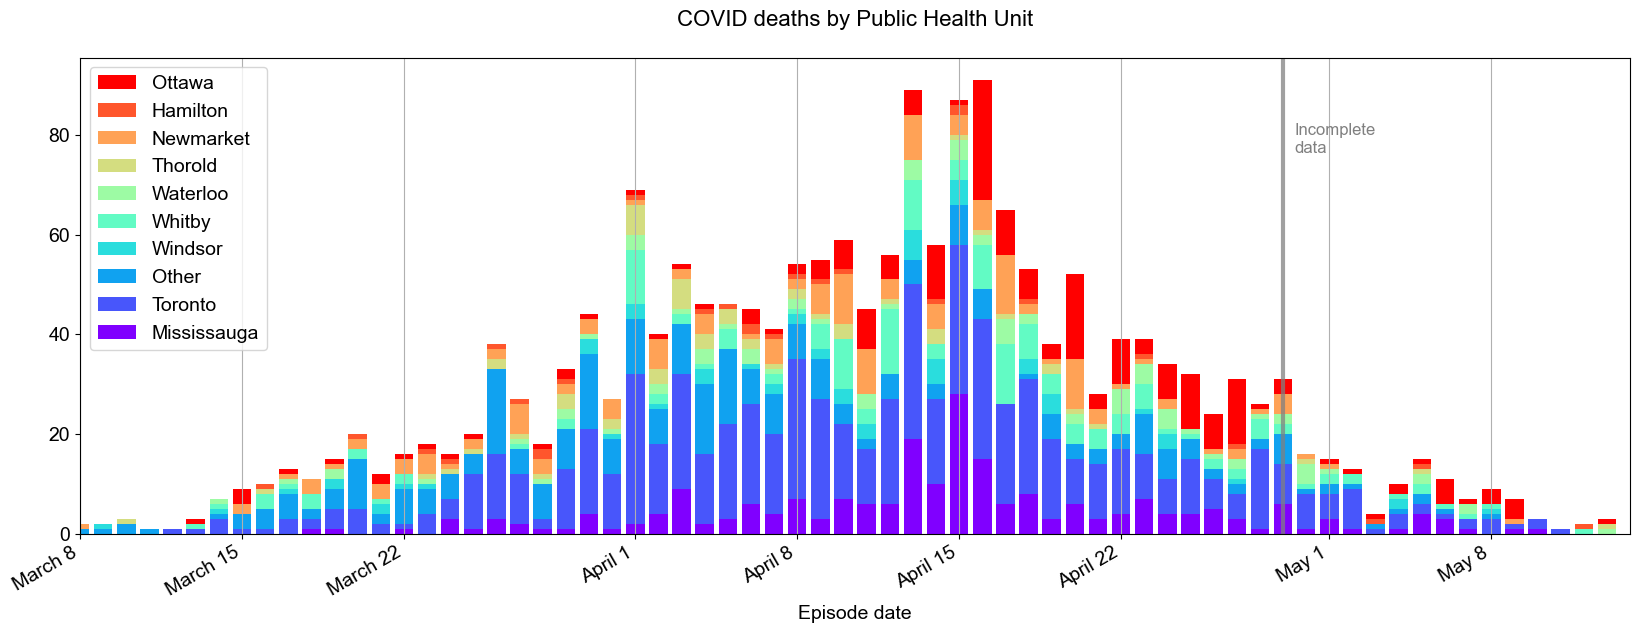 COVID deaths by Public Health Unit
Ottawa
Hamilton
Newmarket
Thorold
Waterloo
Whitby
Windsor
Other
Toronto
Mississauga
Incomplete
data
80
60
40
20
0
March 8
March 15
March 22
April 1
April 8
April 15
April 22
May 1
May 8
Episode date